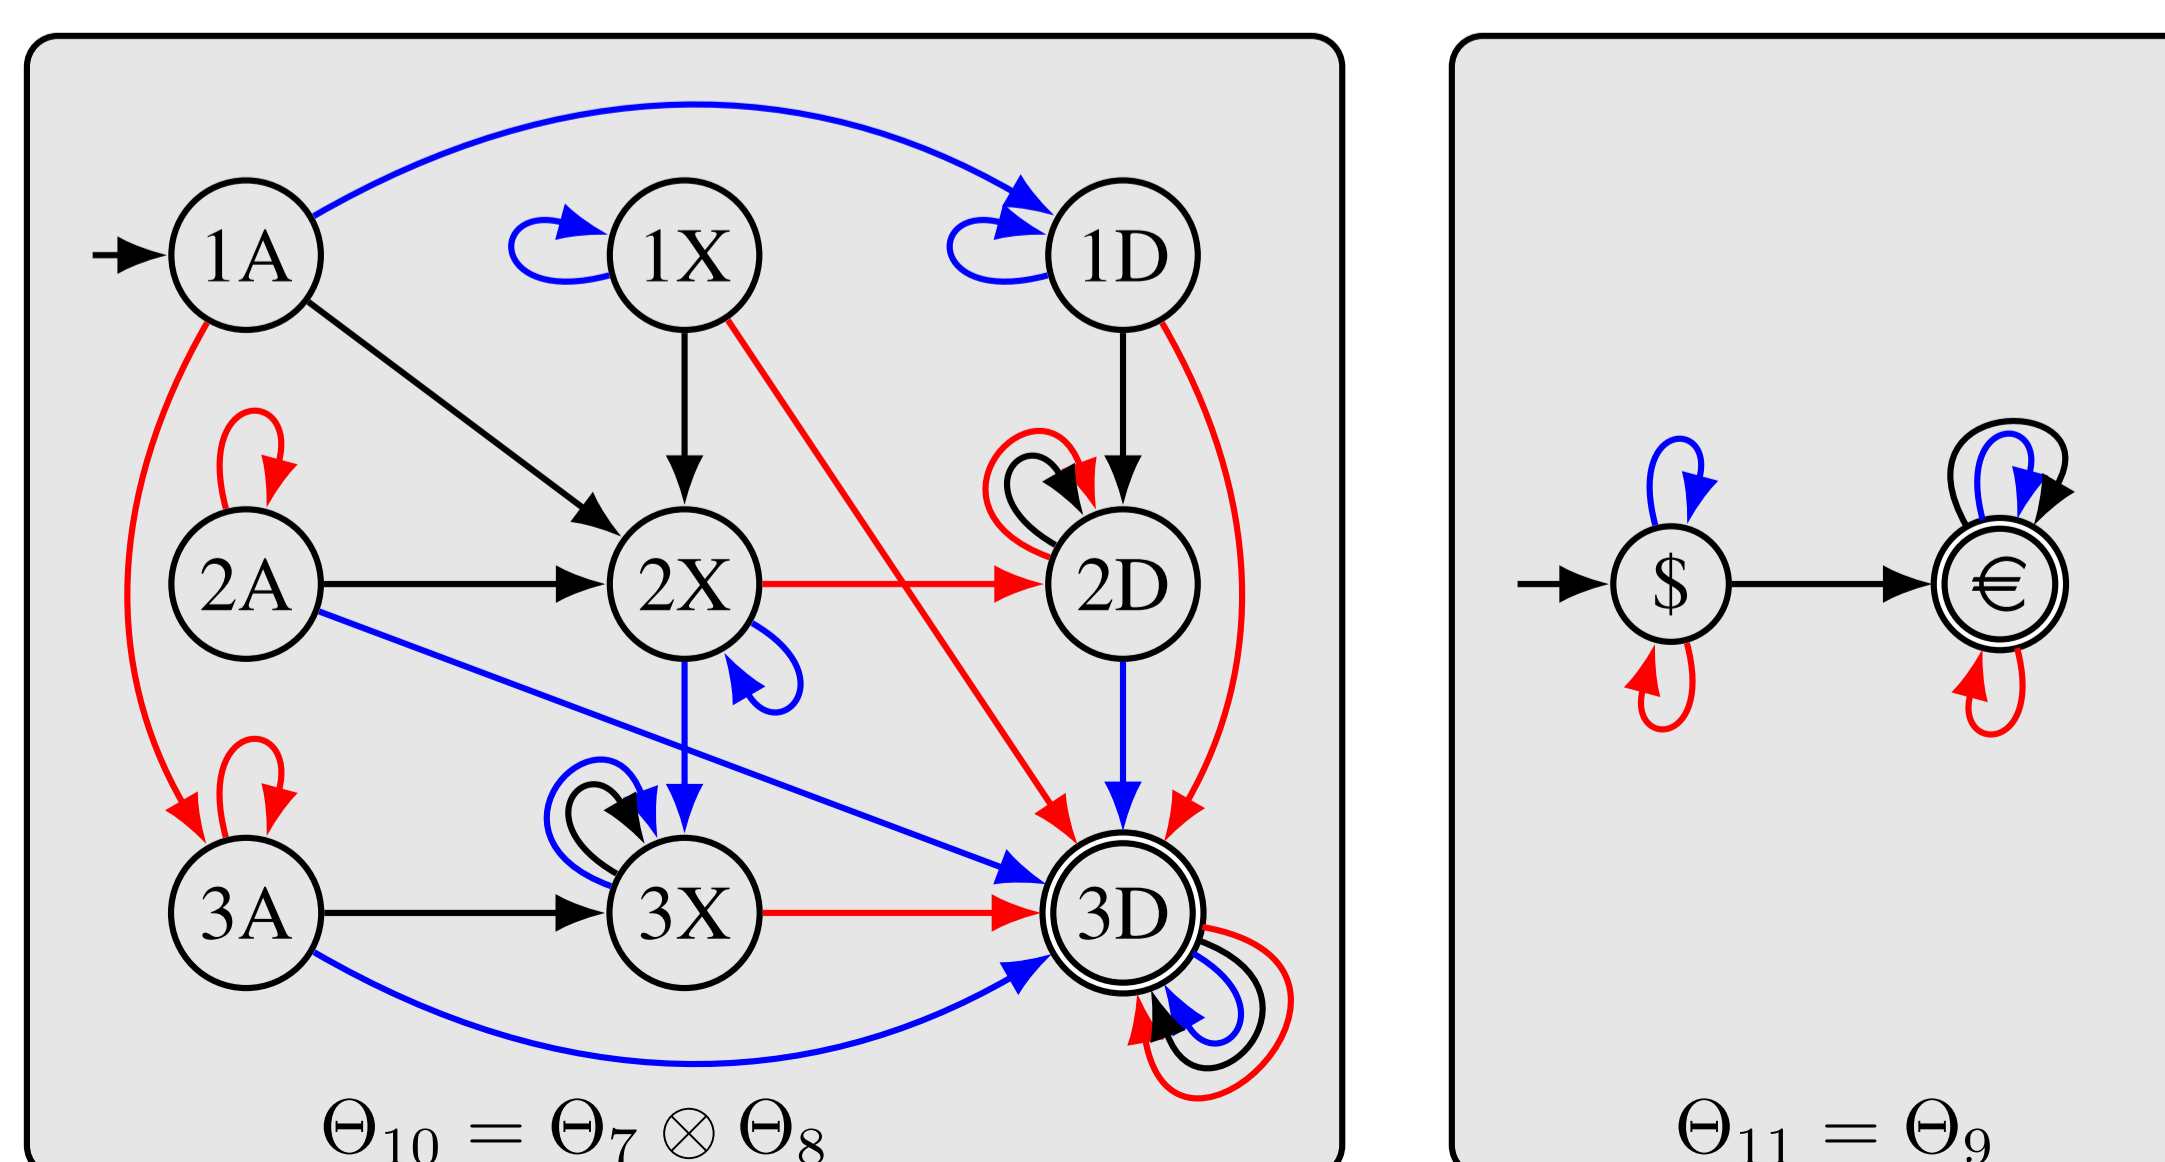 1A 1X 1D
2A 2X 2D $ €
3A 3X 3D
Θ₁₀ = Θ₇ ⊗ Θ₈ Θ₁₁ = Θ₉